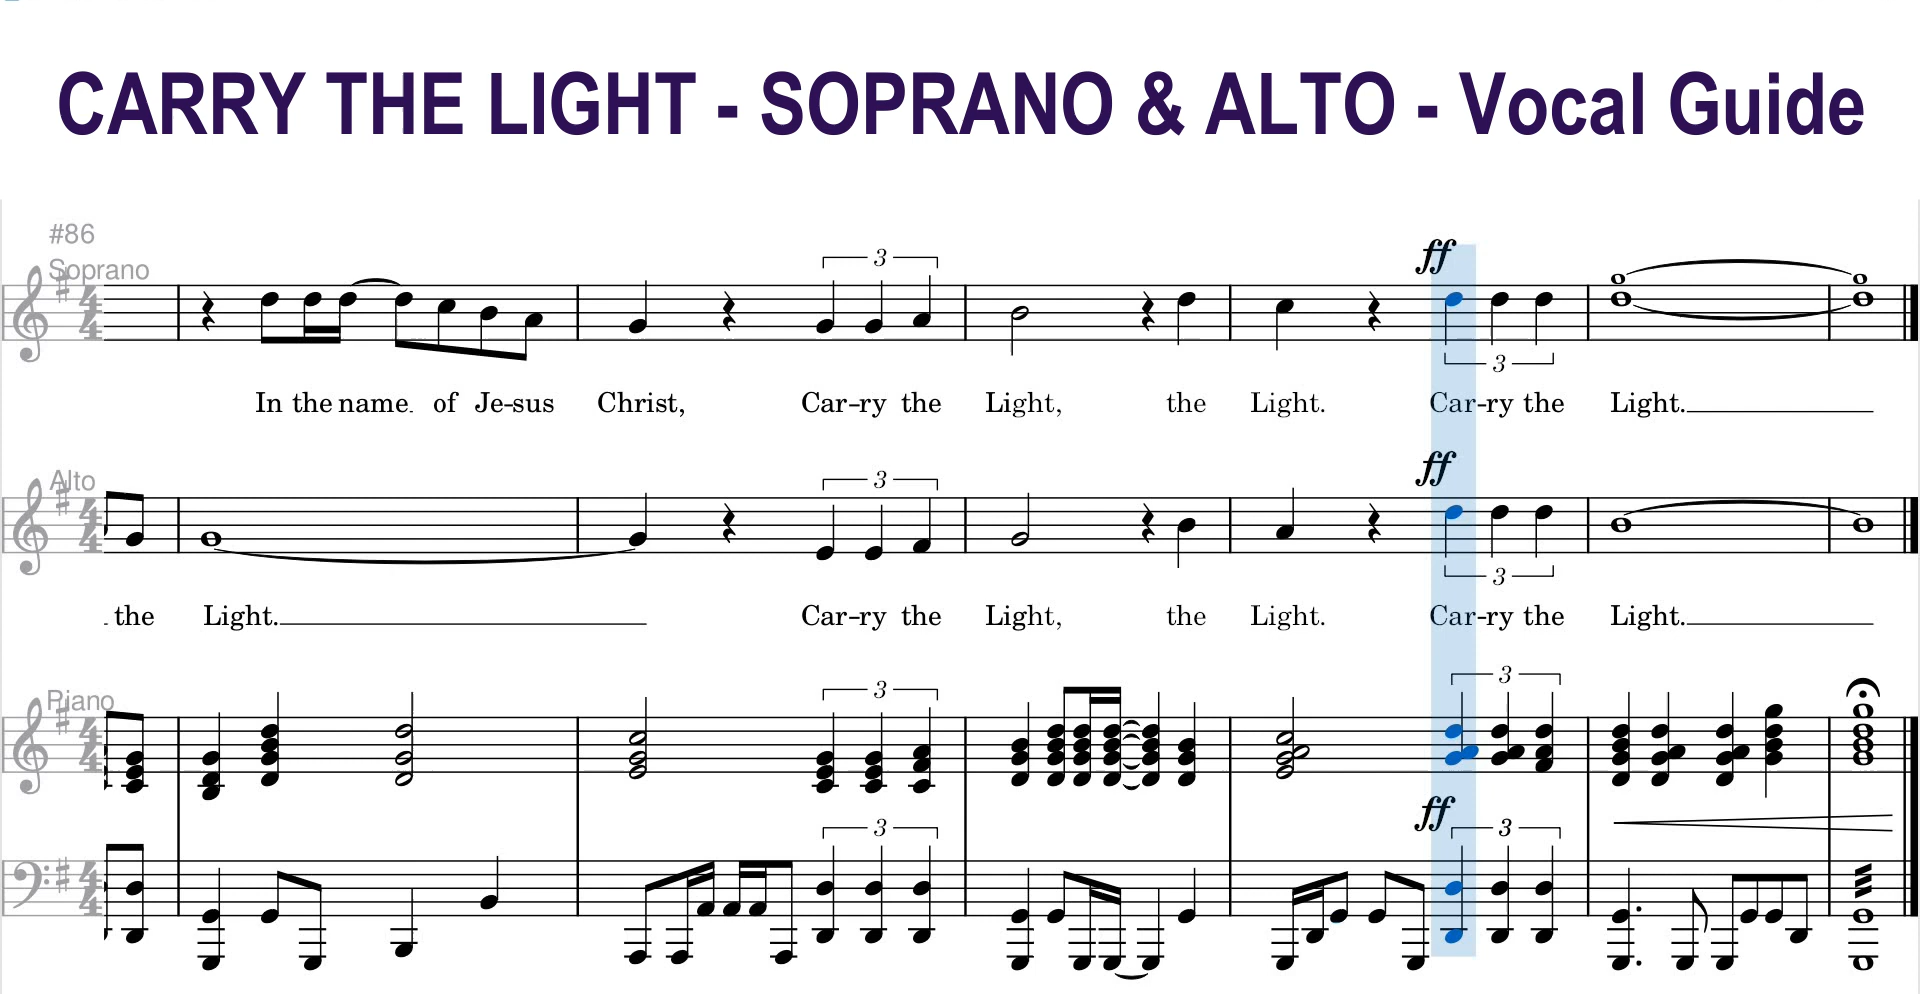 CARRY THE LIGHT - SOPRANO & ALTO - Vocal Guide
#86
Soprano
3
ff
3
In the name of Je-sus Christ, Car-ry the Light, the Light. Car-ry the Light.
Alto
3
ff
3
the Light. Car-ry the Light, the Light. Car-ry the Light.
Piano
3
3
ff
3
3